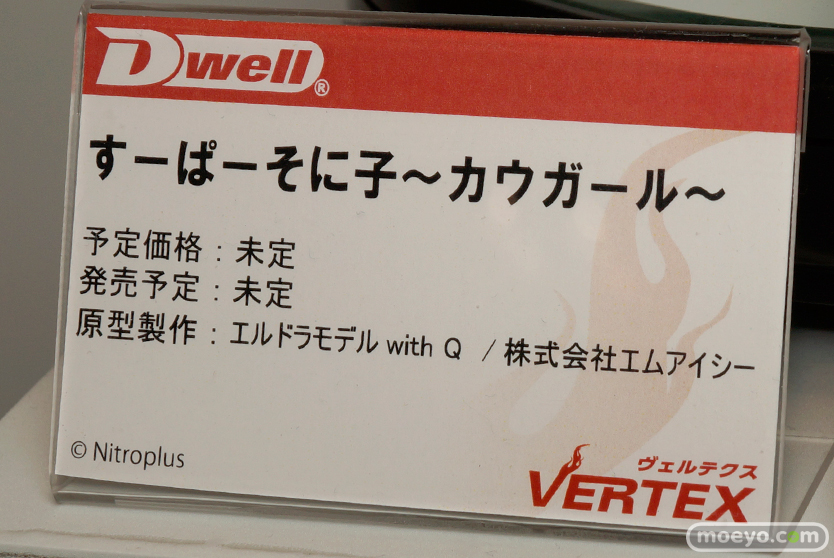 Dwell®
すーぱーそに子～カウガール～
予定価格：未定
発売予定：未定
原型製作：エルドラモデル with Q / 株式会社エムアイシー
© Nitroplus
ヴェルテクス
VERTEX
moeyo.com